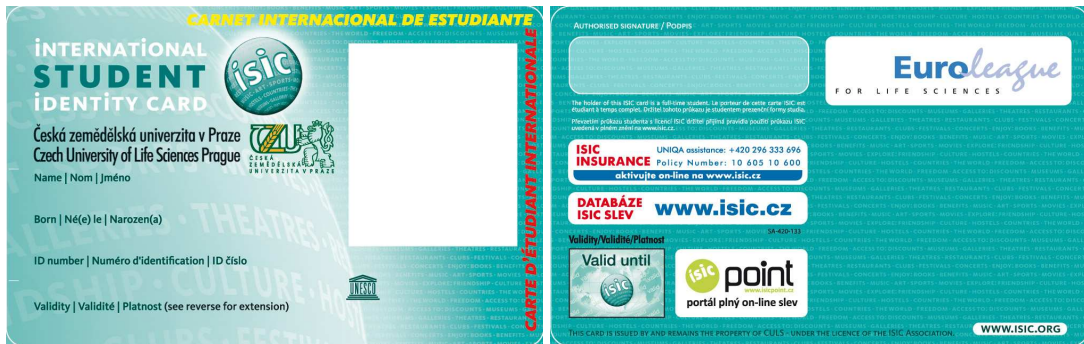 CARNET INTERNACIONAL DE ESTUDIANTE
INTERNATIONAL
STUDENT
IDENTITY CARD
isic
Česká zemědělská univerzita v Praze
Czech University of Life Sciences Prague
ČESKÁ
ZEMĚDĚLSKÁ
UNIVERZITA V PRAZE
Name | Nom | Jméno
Born | Né(e) le | Narozen(a)
ID number | Numéro d'identification | ID číslo
UNESCO
Validity | Validité | Platnost (see reverse for extension)
CARTE D'ÉTUDIANT INTERNATIONALE
AUTHORISED SIGNATURE / PODPIS
The holder of this ISIC card is a full-time student. Le porteur de cette carte ISIC est
étudiant à temps complet. Držitel tohoto průkazu je studentem prezenční formy studia.
Převzetím průkazu studenta s licencí ISIC držitel přijímá pravidla použití průkazu ISIC
uvedená v plném znění na www.isic.cz.
Euroleague
FOR LIFE SCIENCES
ISIC
INSURANCE
UNIQA assistance: +420 296 333 696
Policy Number: 10 605 10 600
aktivujte on-line na www.isic.cz
DATABÁZE
ISIC SLEV
www.isic.cz
SA-420-133
Validity/Validité/Platnost
Valid until
isic
isic point
www.isicpoint.cz
portál plný on-line slev
THIS CARD IS ISSUED BY AND REMAINS THE PROPERTY OF CULS - UNDER THE LICENCE OF THE ISIC ASSOCIATION.
WWW.ISIC.ORG